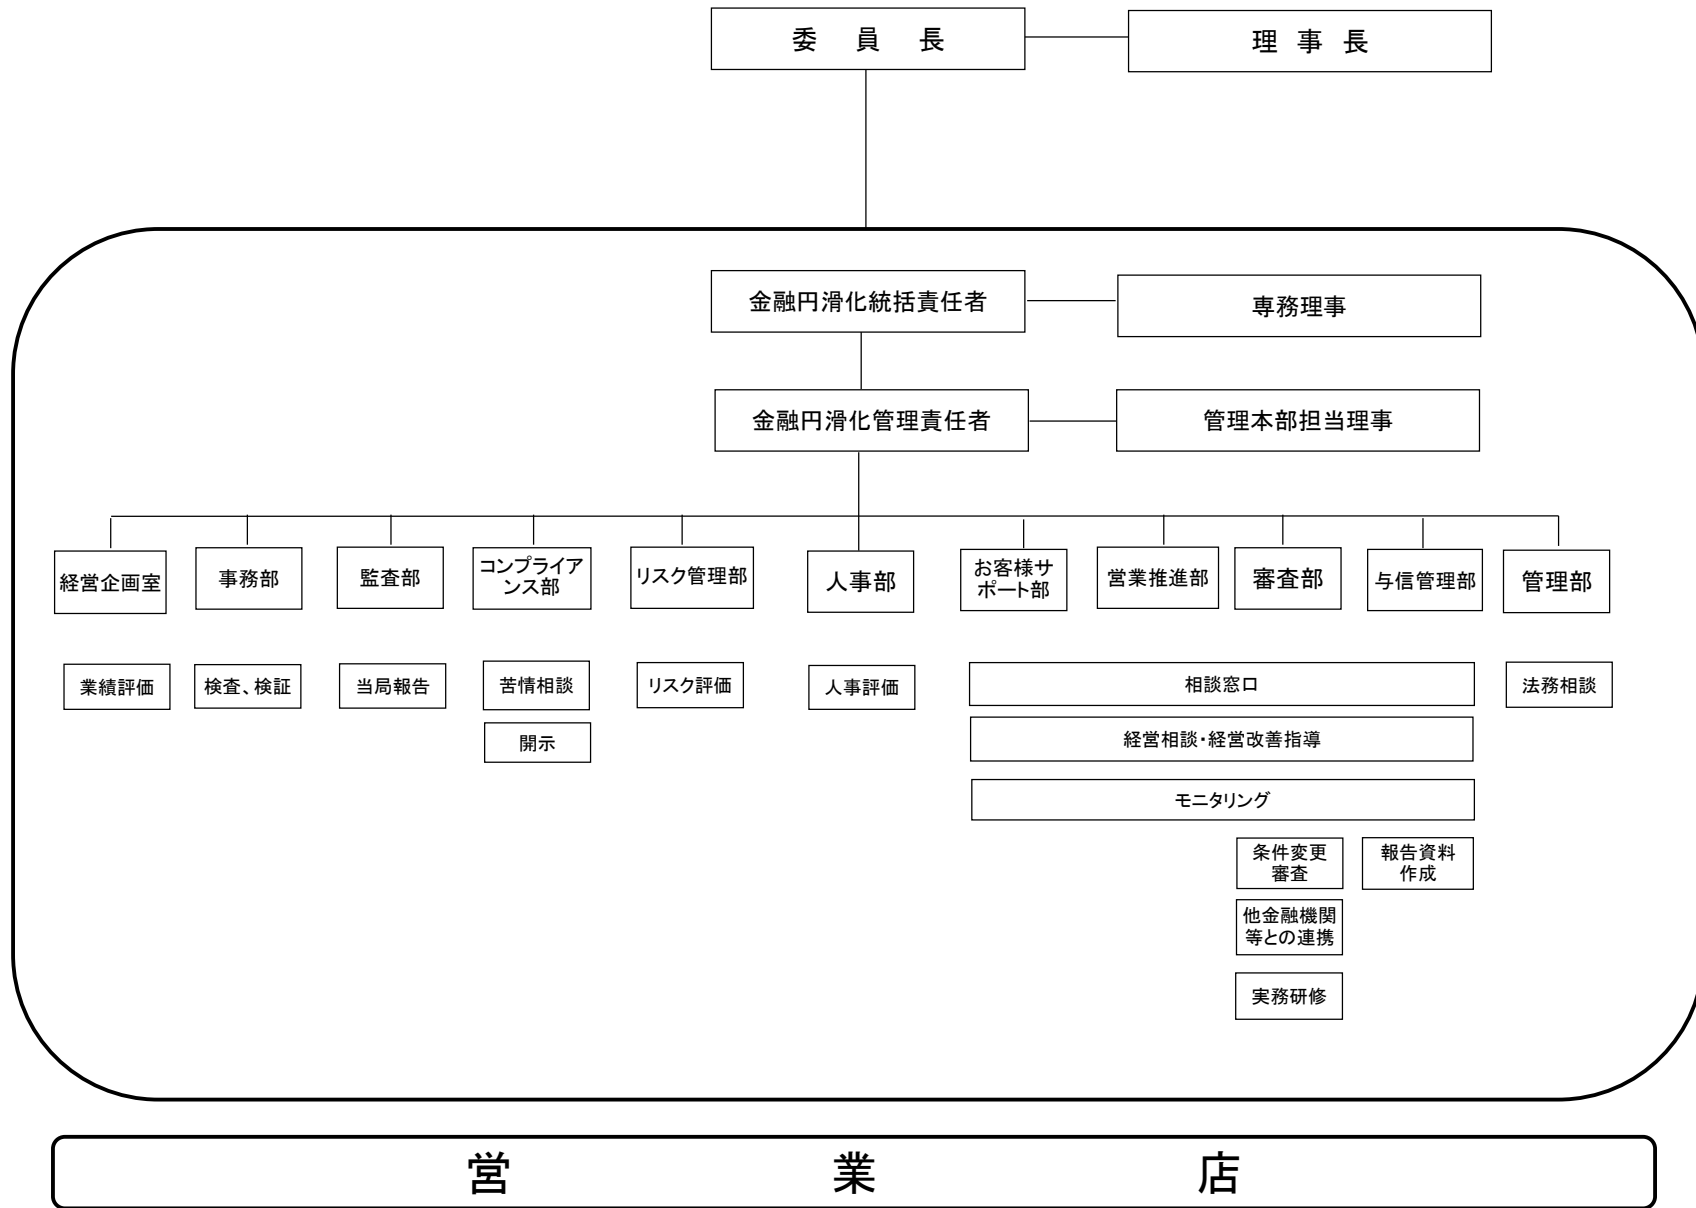 委員長
理事長
金融円滑化統括責任者
専務理事
金融円滑化管理責任者
管理本部担当理事
経営企画室
事務部
監査部
コンプライア
ンス部
リスク管理部
人事部
お客様サ
ポート部
営業推進部
審査部
与信管理部
管理部
業績評価
検査、検証
当局報告
苦情相談
リスク評価
人事評価
相談窓口
法務相談
開示
経営相談・経営改善指導
モニタリング
条件変更
審査
報告資料
作成
他金融機関
等との連携
実務研修
営業店